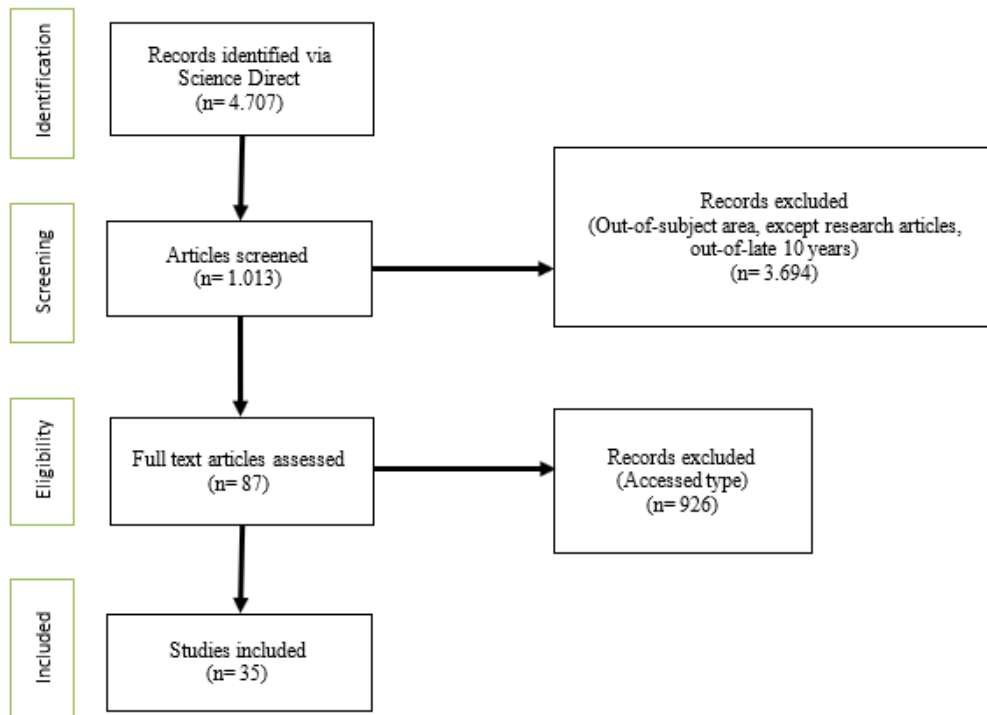 Identification
Records identified via
Science Direct
(n= 4.707)
Screening
Articles screened
(n= 1.013)
Records excluded
(Out-of-subject area, except research articles,
out-of-late 10 years)
(n= 3.694)
Eligibility
Full text articles assessed
(n= 87)
Records excluded
(Accessed type)
(n= 926)
Included
Studies included
(n= 35)